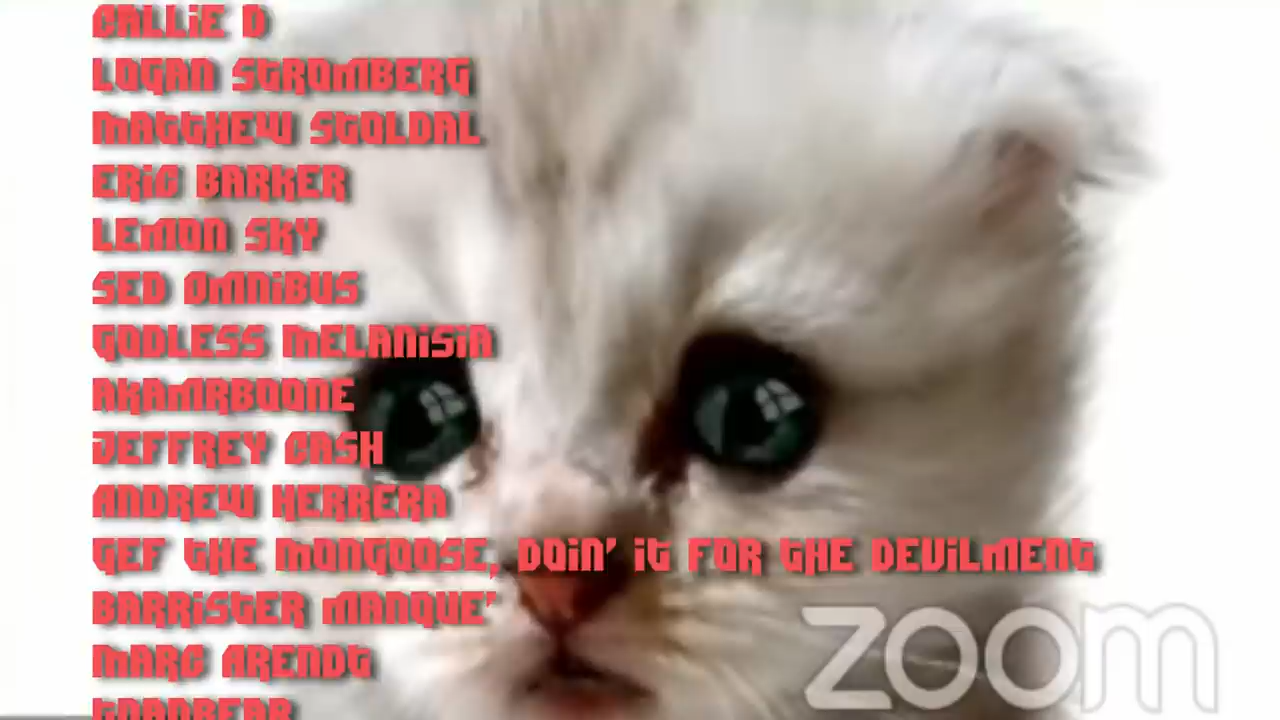 CALLIE D
LOGAN STROMBERG
MATTHEW STOLDAL
ERIC BARKER
LEMON SKY
SED OMNIBUS
GODLESS MELANISIA
AKAMRBOONE
JEFFREY CASH
ANDREW HERRERA
GEF THE MONGOOSE, DOIN' IT FOR THE DEVILMENT
BARRISTER MANQUE'
MARC ARENDT
zoom